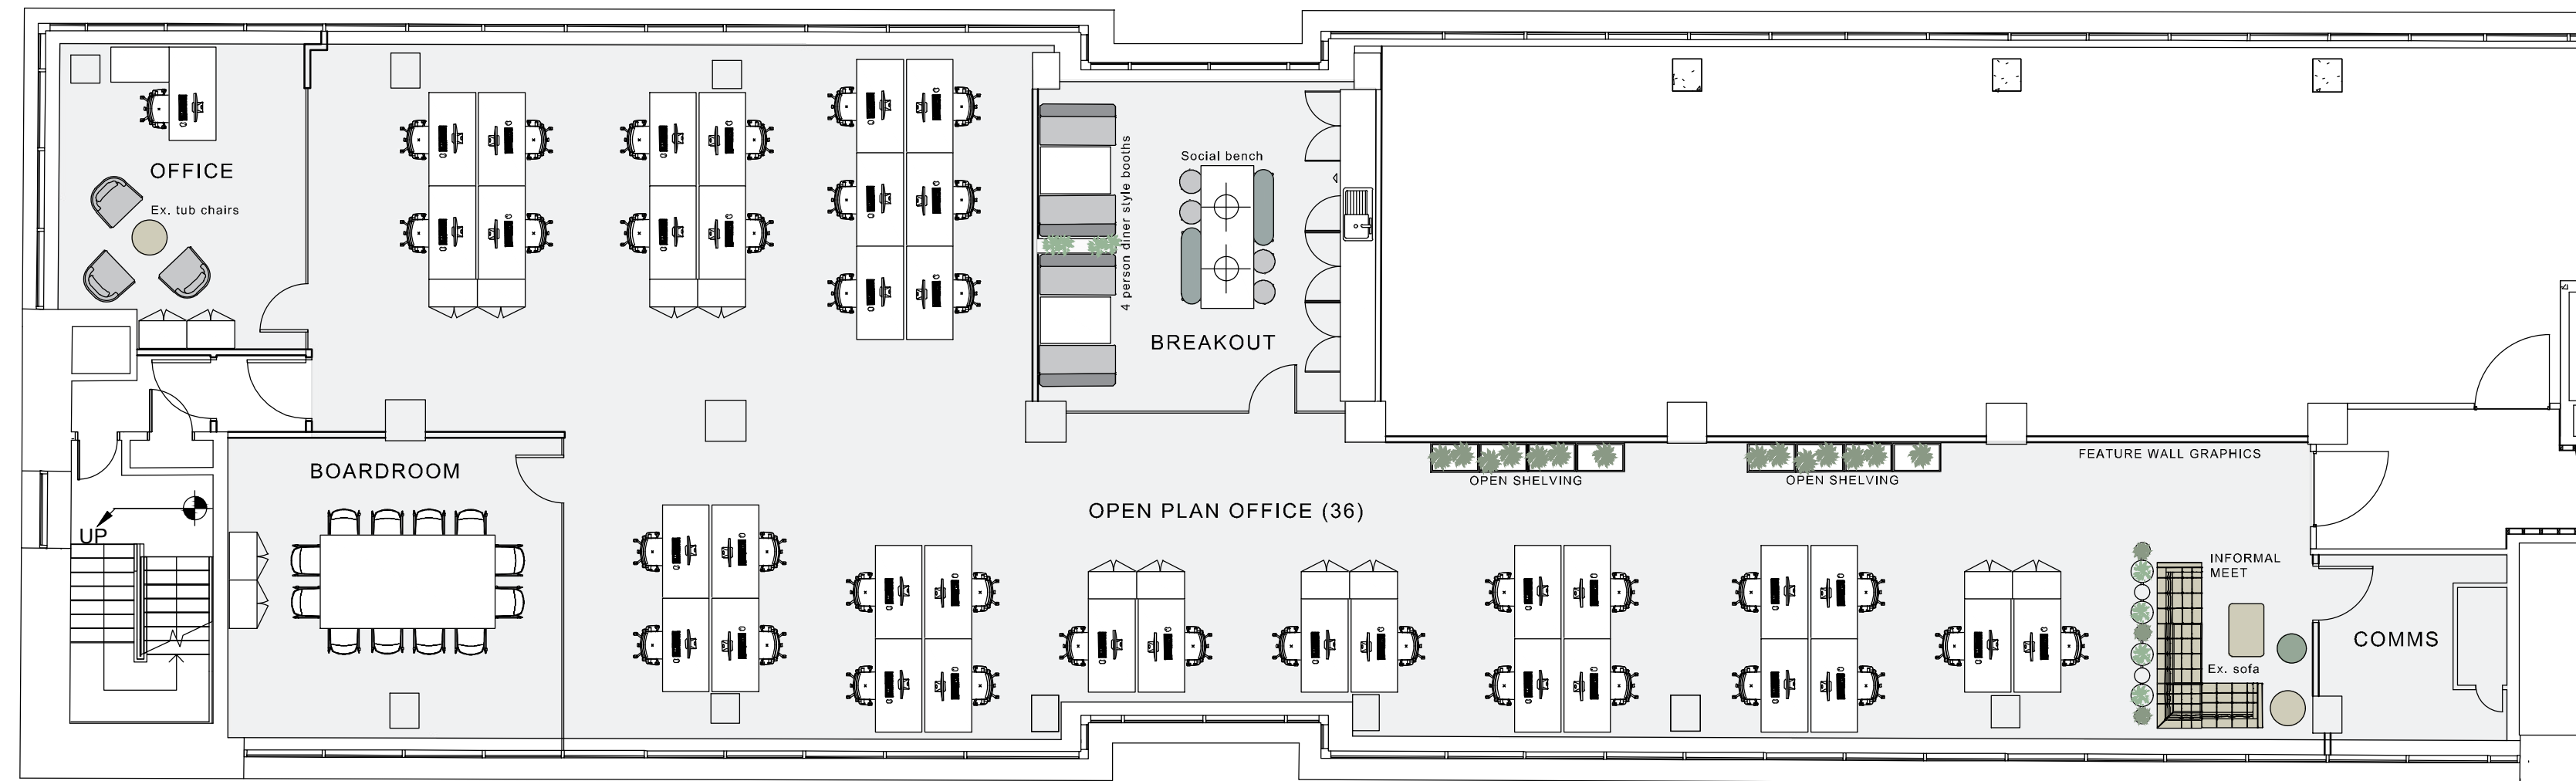 OFFICE
Ex. tub chairs
Social bench
4 person diner style booths
BREAKOUT
BOARDROOM
UP
OPEN PLAN OFFICE (36)
OPEN SHELVING
OPEN SHELVING
FEATURE WALL GRAPHICS
INFORMAL
MEET
Ex. sofa
COMMS